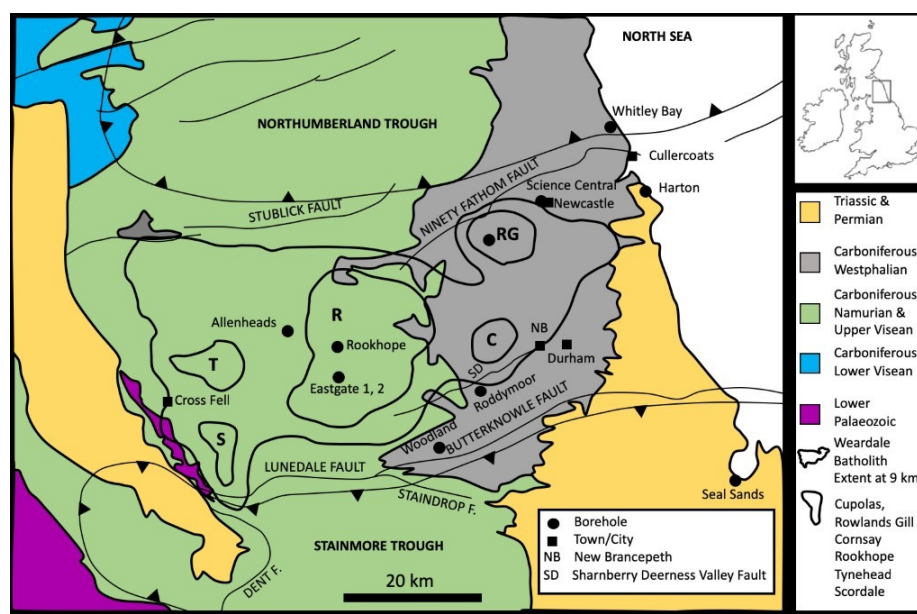 NORTH SEA
Whitley Bay
NORTHUMBERLAND TROUGH
Cullercoats
Science Central
Harton
Newcastle
NINETY FATHOM FAULT
STUBLICK FAULT
RG
R
Allenheads
Rookhope
C
NB
T
SD
Durham
Eastgate 1, 2
Roddymoor
Cross Fell
BUTTERKNOWLE FAULT
Woodland
S
LUNEDALE FAULT
STAINDROP F.
Seal Sands
STAINMORE TROUGH
DENT F.
20 km
Borehole
Town/City
NB New Brancepeth
SD Sharnberry Deerness Valley Fault
Triassic &
Permian
Carboniferous
Westphalian
Carboniferous
Namurian &
Upper Visean
Carboniferous
Lower Visean
Lower
Palaeozoic
Weardale
Batholith
Extent at 9 km
Cupolas,
Rowlands Gill
Cornsay
Rookhope
Tynehead
Scordale